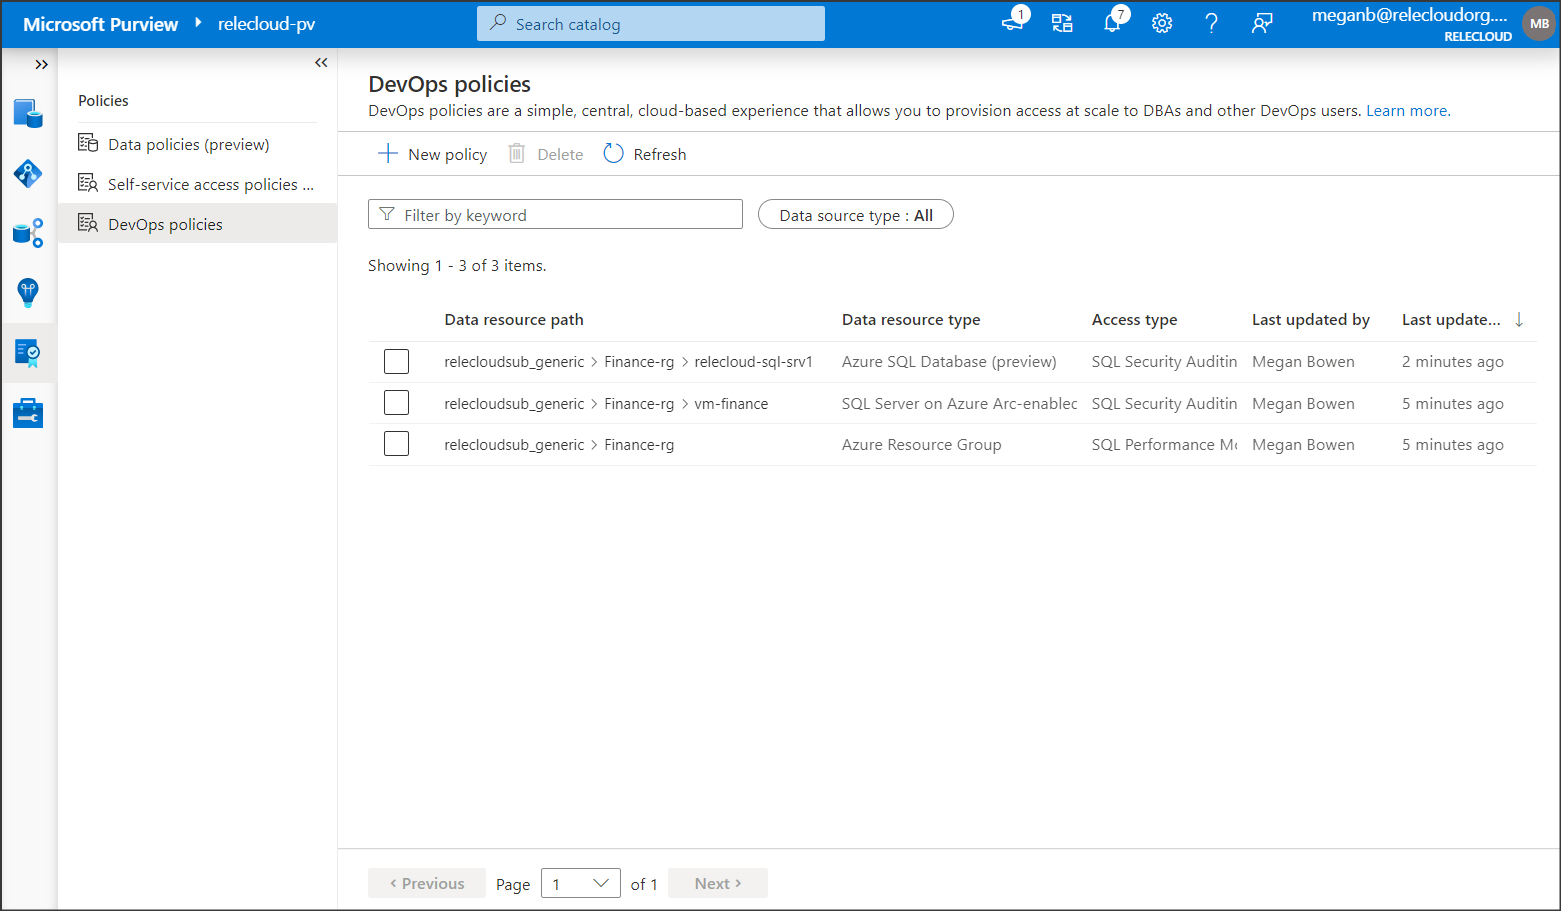 Microsoft Purview relecloud-pv Search catalog 1 7 meganb@relecloudorg.... MB
RELECLOUD
Policies
Data policies (preview)
Self-service access policies ...
DevOps policies
DevOps policies
DevOps policies are a simple, central, cloud-based experience that allows you to provision access at scale to DBAs and other DevOps users. Learn more.
New policy Delete Refresh
Filter by keyword Data source type : All
Showing 1 - 3 of 3 items.
Data resource path Data resource type Access type Last updated by Last update... ↓
relecloudsub_generic > Finance-rg > relecloud-sql-srv1 Azure SQL Database (preview) SQL Security Auditin Megan Bowen 2 minutes ago
relecloudsub_generic > Finance-rg > vm-finance SQL Server on Azure Arc-enablec SQL Security Auditin Megan Bowen 5 minutes ago
relecloudsub_generic > Finance-rg Azure Resource Group SQL Performance Mo Megan Bowen 5 minutes ago
< Previous Page 1 of 1 Next >